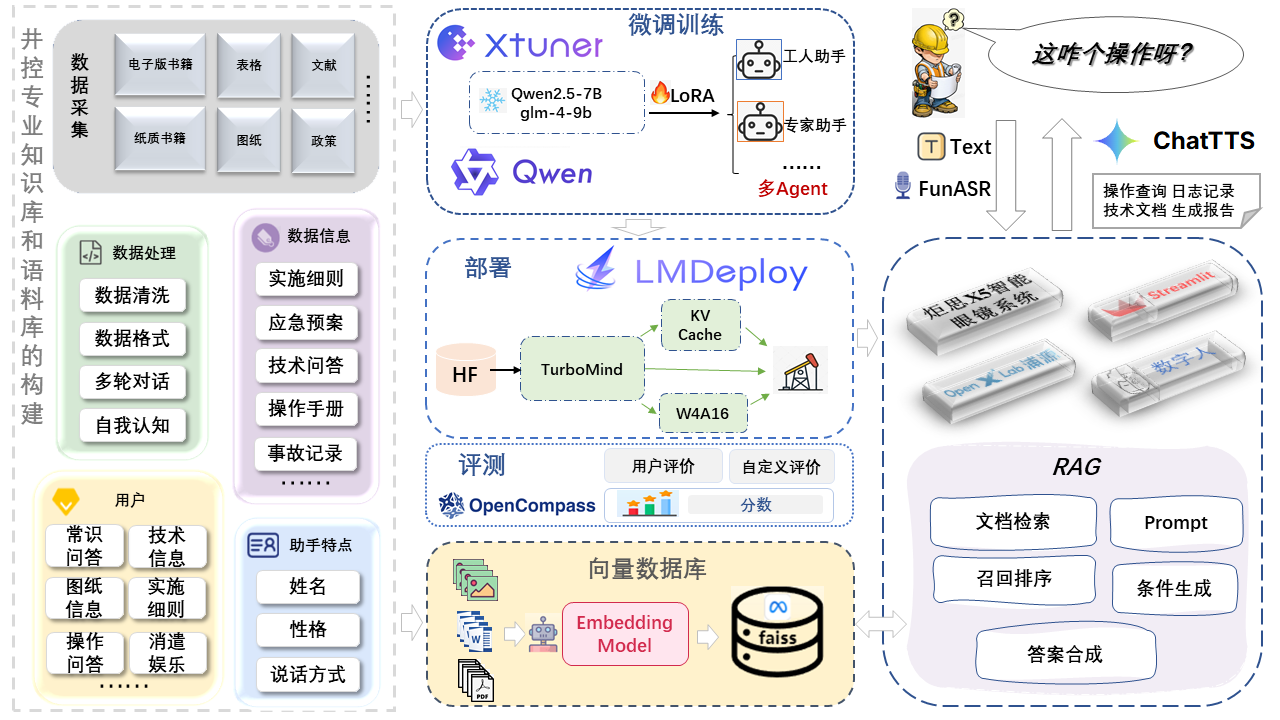 井控专业知识库和语料库的构建
数据采集
电子版书籍
表格
文献
......
纸质书籍
图纸
政策
数据处理
数据清洗
数据格式
多轮对话
自我认知
数据信息
实施细则
应急预案
技术问答
操作手册
事故记录
......
用户
常识
问答
技术
信息
图纸
信息
实施
细则
操作
问答
消遣
娱乐
......
助手特点
姓名
性格
说话方式
Xtuner
微调训练
Qwen2.5-7B
glm-4-9b
LoRA
工人助手
专家助手
......
多Agent
Qwen
部署
LMDeploy
HF
TurboMind
KV
Cache
W4A16
评测
用户评价
自定义评价
OpenCompass
分数
向量数据库
W
PDF
Embedding
Model
faiss
?
这咋个操作呀?
T Text
FunASR
ChatTTS
操作查询 日志记录
技术文档 生成报告
炬思X5智能
眼镜系统
Streamlit
Open X Lab 浦源
数字人
RAG
文档检索
Prompt
召回排序
条件生成
答案合成